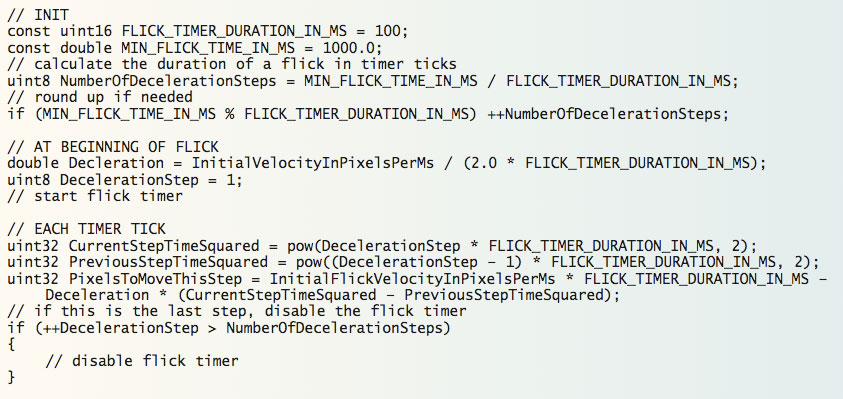 // INIT
const uint16 FLICK_TIMER_DURATION_IN_MS = 100;
const double MIN_FLICK_TIME_IN_MS = 1000.0;
// calculate the duration of a flick in timer ticks
uint8 NumberOfDecelerationSteps = MIN_FLICK_TIME_IN_MS / FLICK_TIMER_DURATION_IN_MS;
// round up if needed
if (MIN_FLICK_TIME_IN_MS % FLICK_TIMER_DURATION_IN_MS) ++NumberOfDecelerationSteps;
// AT BEGINNING OF FLICK
double Decleration = InitialVelocityInPixelsPerMs / (2.0 * FLICK_TIMER_DURATION_IN_MS);
uint8 DecelerationStep = 1;
// start flick timer
// EACH TIMER TICK
uint32 CurrentStepTimeSquared = pow(DecelerationStep * FLICK_TIMER_DURATION_IN_MS, 2);
uint32 PreviousStepTimeSquared = pow((DecelerationStep - 1) * FLICK_TIMER_DURATION_IN_MS, 2);
uint32 PixelsToMoveThisStep = InitialFlickVelocityInPixelsPerMs * FLICK_TIMER_DURATION_IN_MS -
Deceleration * (CurrentStepTimeSquared - PreviousStepTimeSquared);
// if this is the last step, disable the flick timer
if (++DecelerationStep > NumberOfDecelerationSteps)
{
// disable flick timer
}